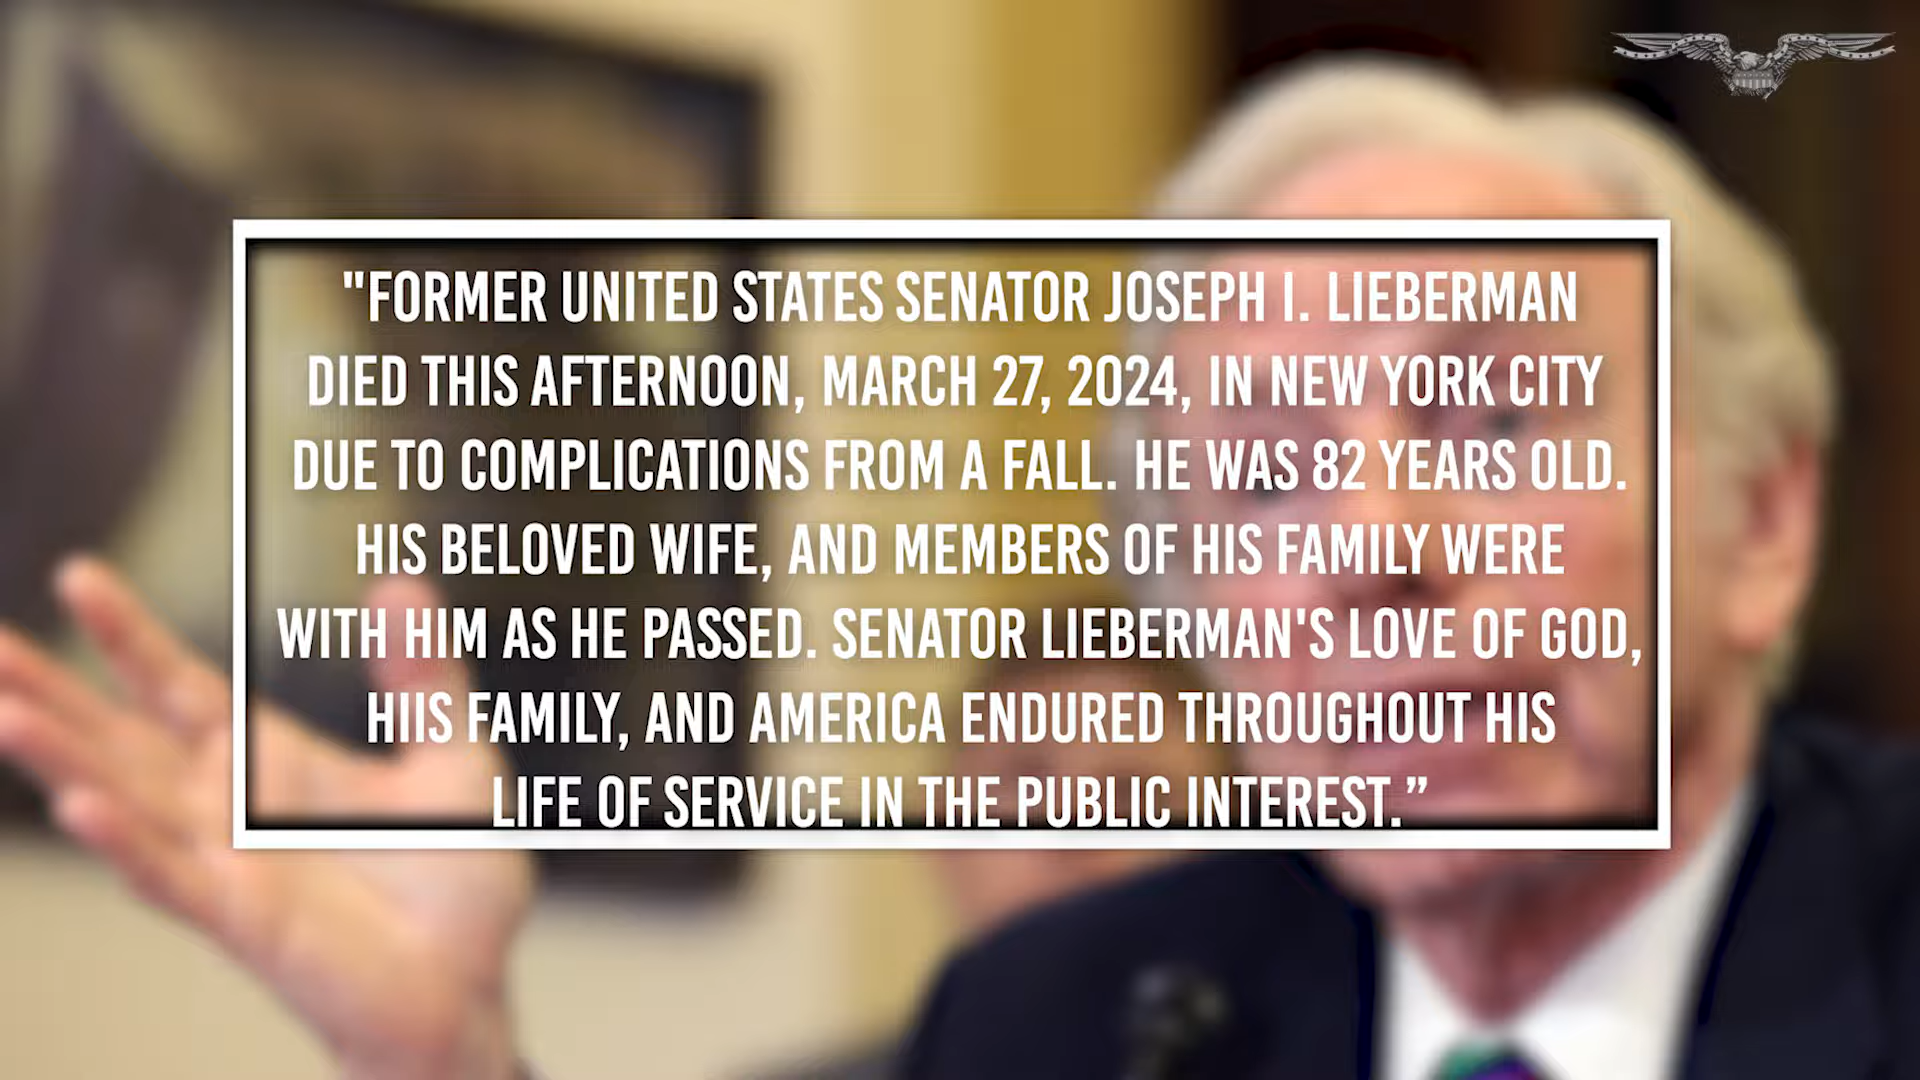 "FORMER UNITED STATES SENATOR JOSEPH I. LIEBERMAN
DIED THIS AFTERNOON, MARCH 27, 2024, IN NEW YORK CITY
DUE TO COMPLICATIONS FROM A FALL. HE WAS 82 YEARS OLD.
HIS BELOVED WIFE, AND MEMBERS OF HIS FAMILY WERE
WITH HIM AS HE PASSED. SENATOR LIEBERMAN'S LOVE OF GOD,
HIIS FAMILY, AND AMERICA ENDURED THROUGHOUT HIS
LIFE OF SERVICE IN THE PUBLIC INTEREST.”